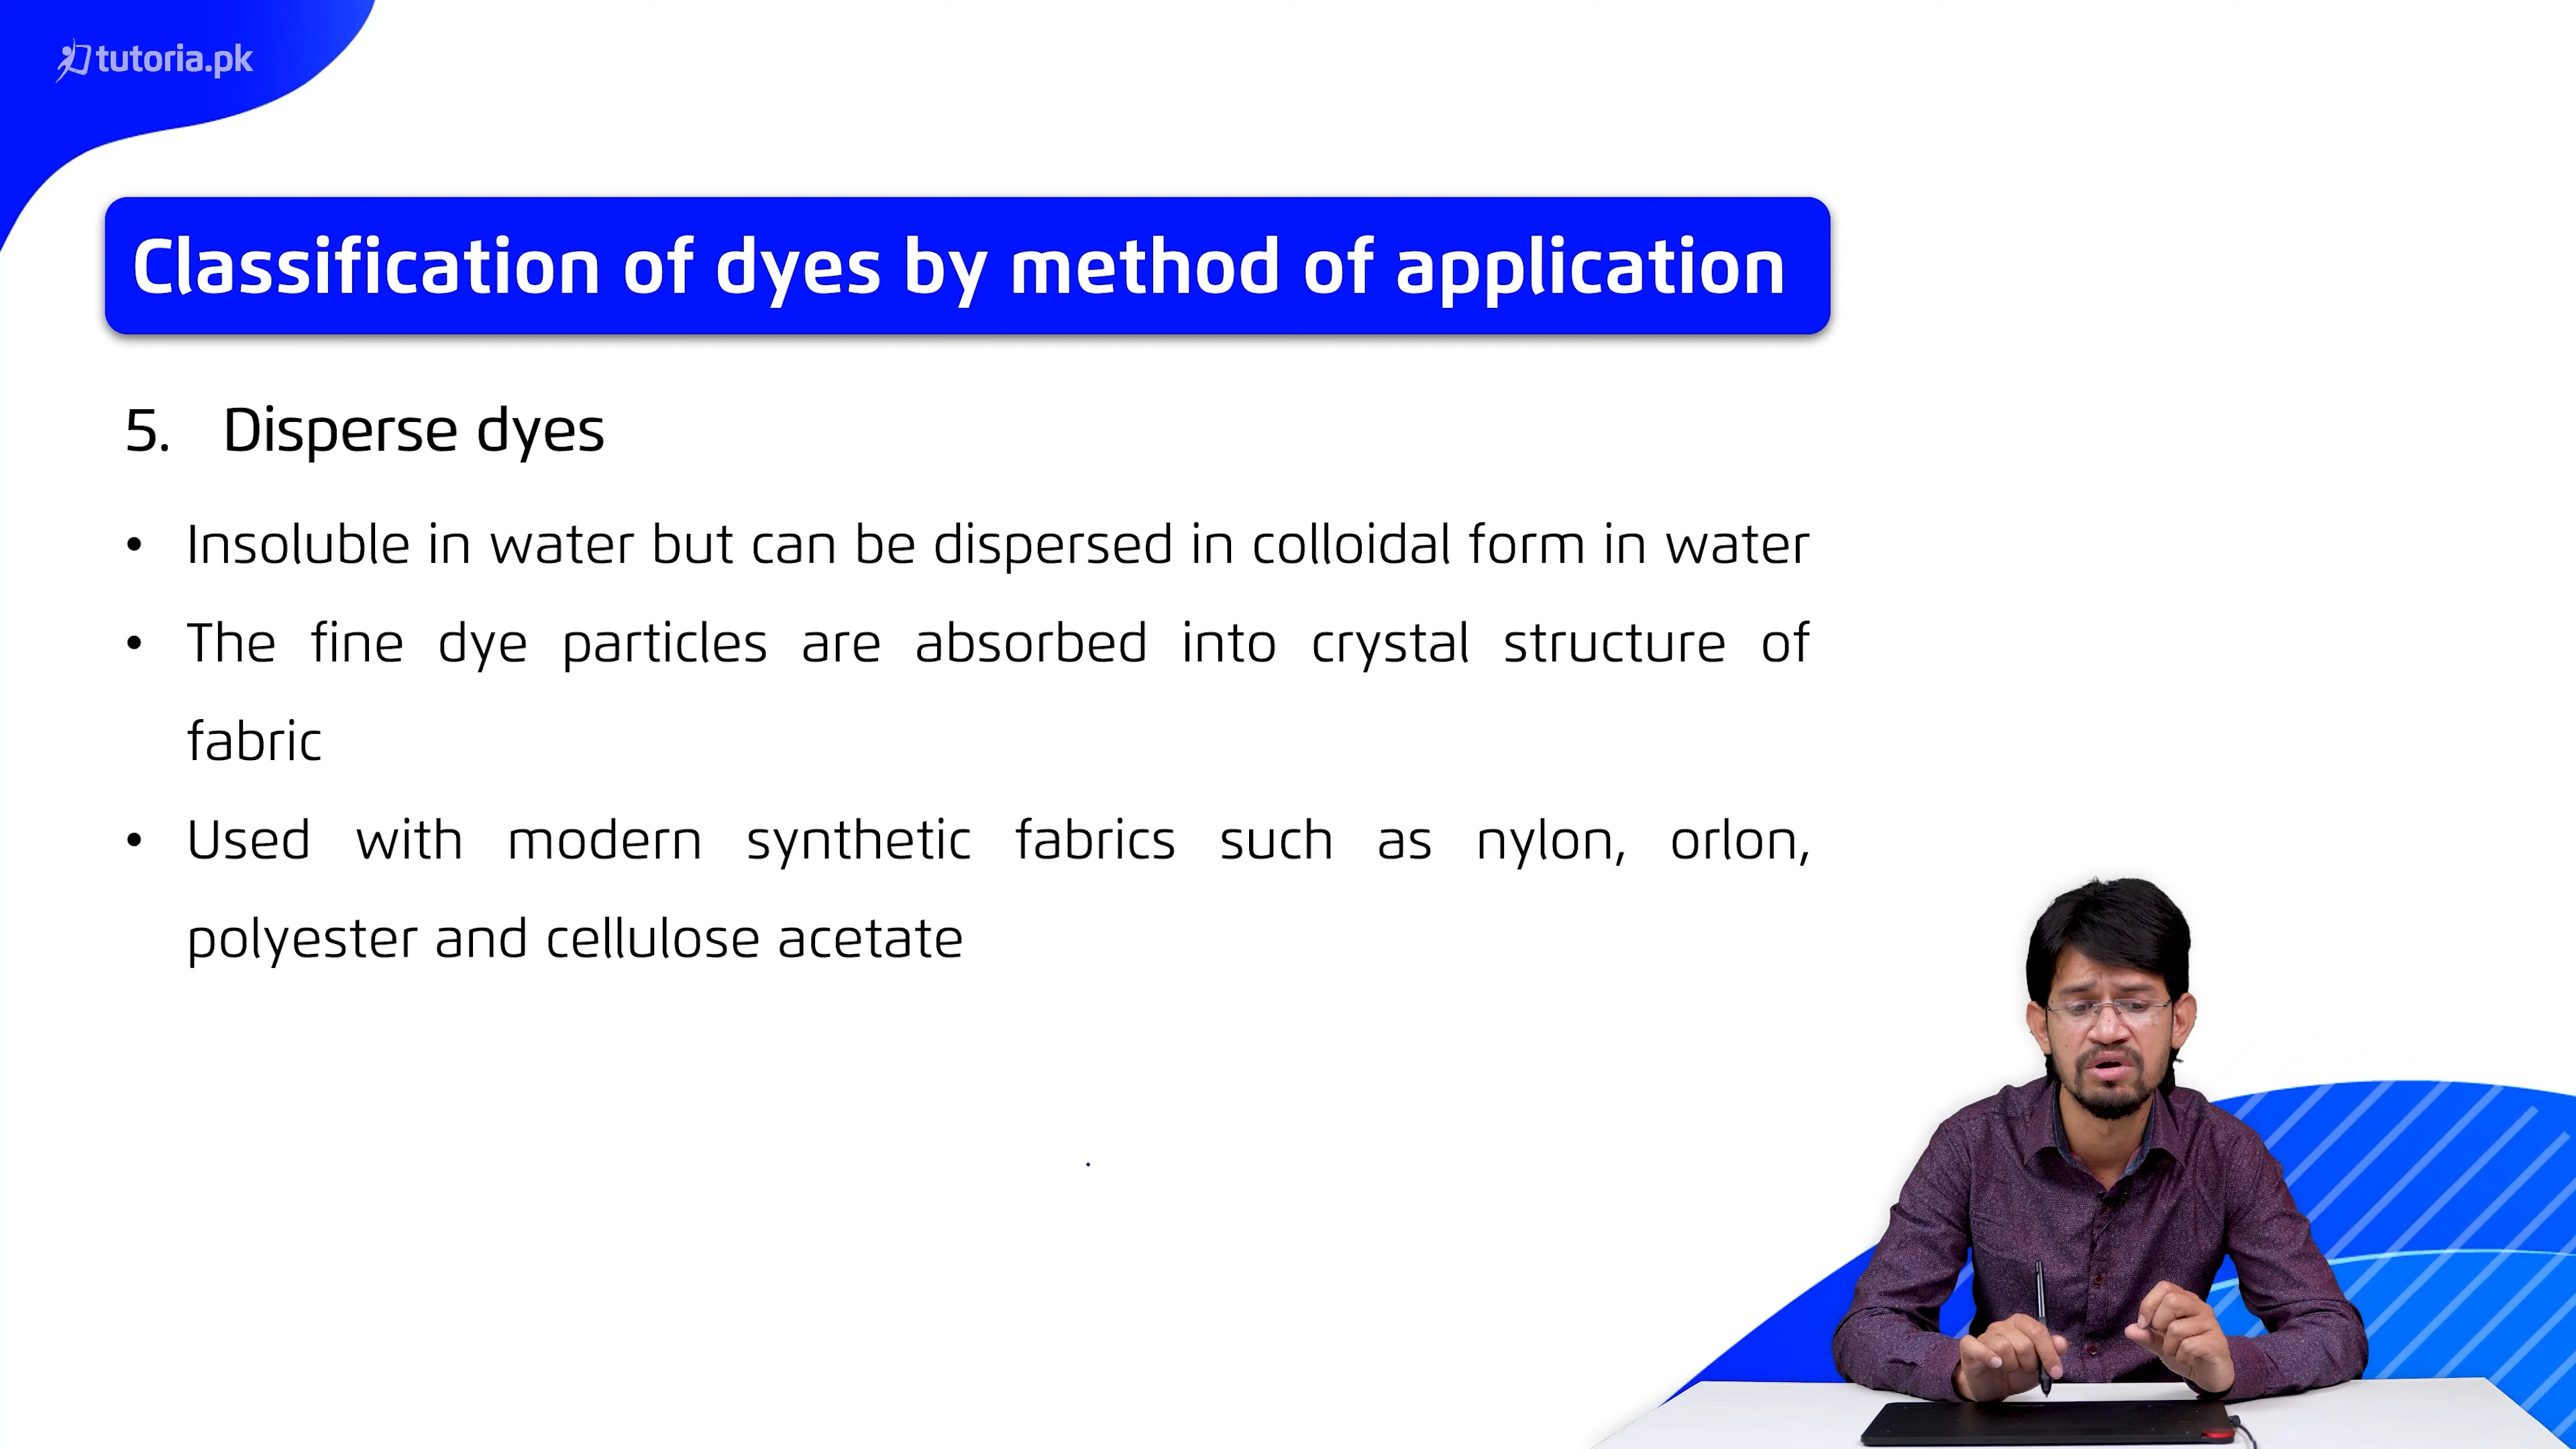 tutoria.pk
Classification of dyes by method of application
5. Disperse dyes
• Insoluble in water but can be dispersed in colloidal form in water
• The fine dye particles are absorbed into crystal structure of
fabric
• Used with modern synthetic fabrics such as nylon, orlon,
polyester and cellulose acetate